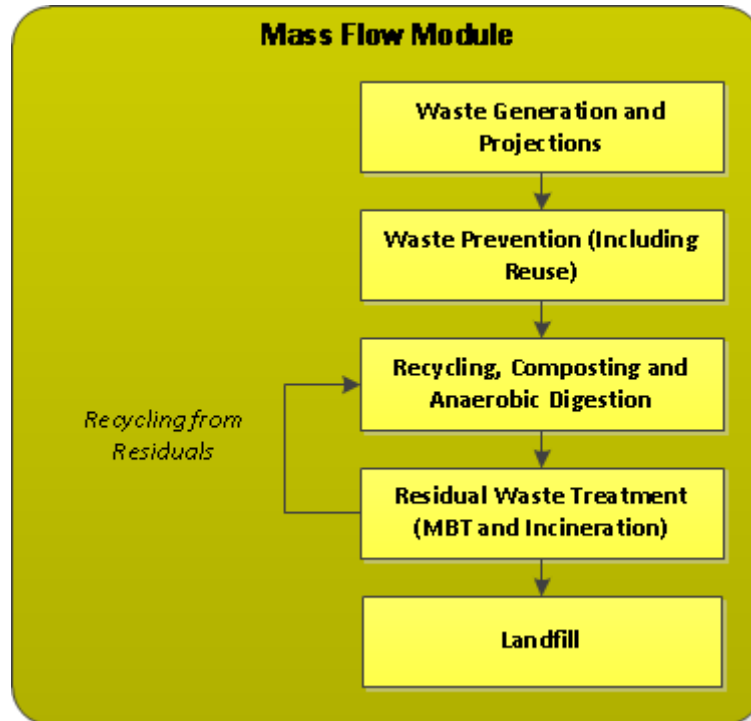 Mass Flow Module
Waste Generation and
Projections
Waste Prevention (Including
Reuse)
Recycling, Composting and
Anaerobic Digestion
Recycling from
Residuals
Residual Waste Treatment
(MBT and Incineration)
Landfill